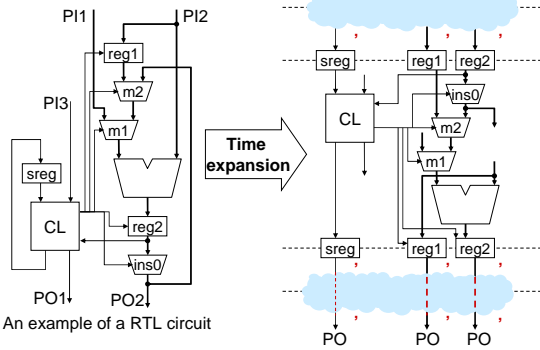 PI1
PI2
reg1
m2
PI3
m1
sreg
CL
reg2
ins0
PO1
PO2
An example of a RTL circuit
Time
expansion
, , ,
sreg
reg1
reg2
, , ,
ins0
CL
m2
m1
sreg
reg1
reg2
, , ,
, , ,
PO
PO
PO